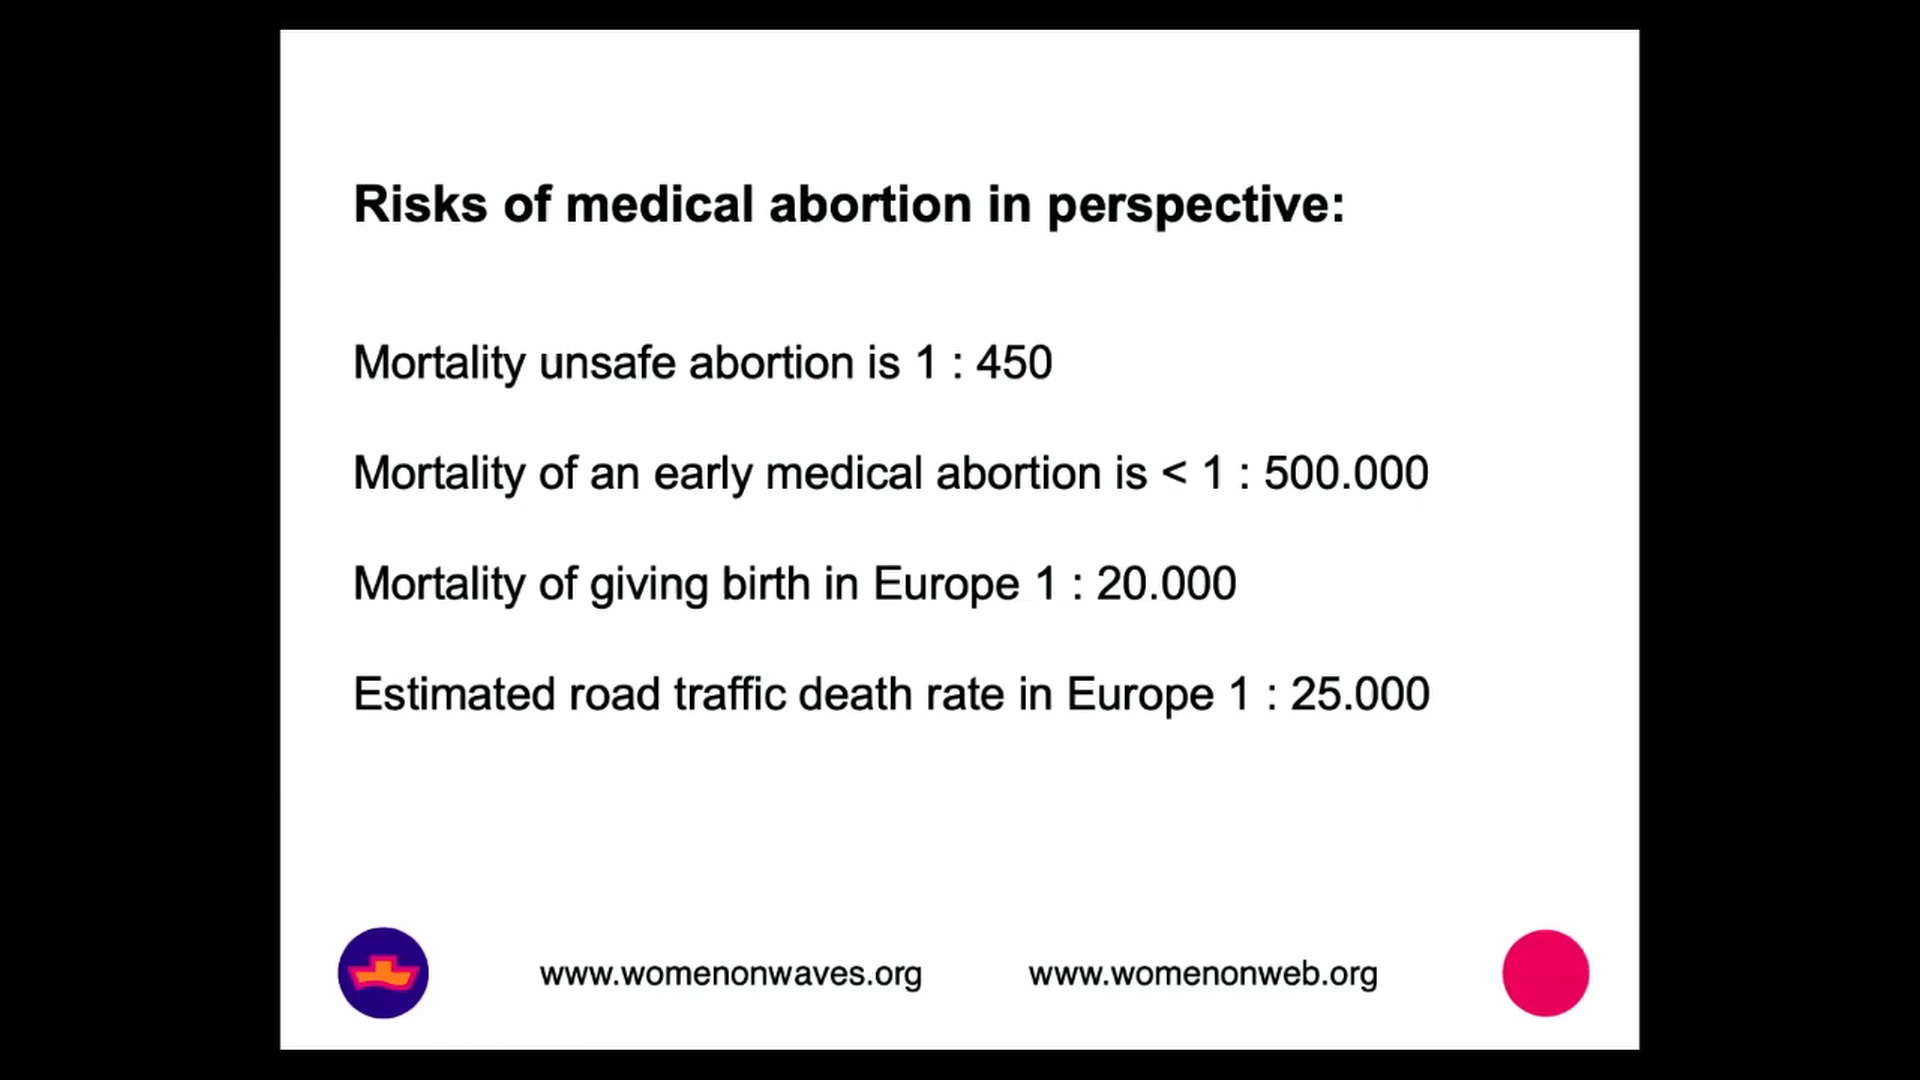 Risks of medical abortion in perspective:
Mortality unsafe abortion is 1 : 450
Mortality of an early medical abortion is < 1 : 500.000
Mortality of giving birth in Europe 1 : 20.000
Estimated road traffic death rate in Europe 1 : 25.000
www.womenonwaves.org www.womenonweb.org